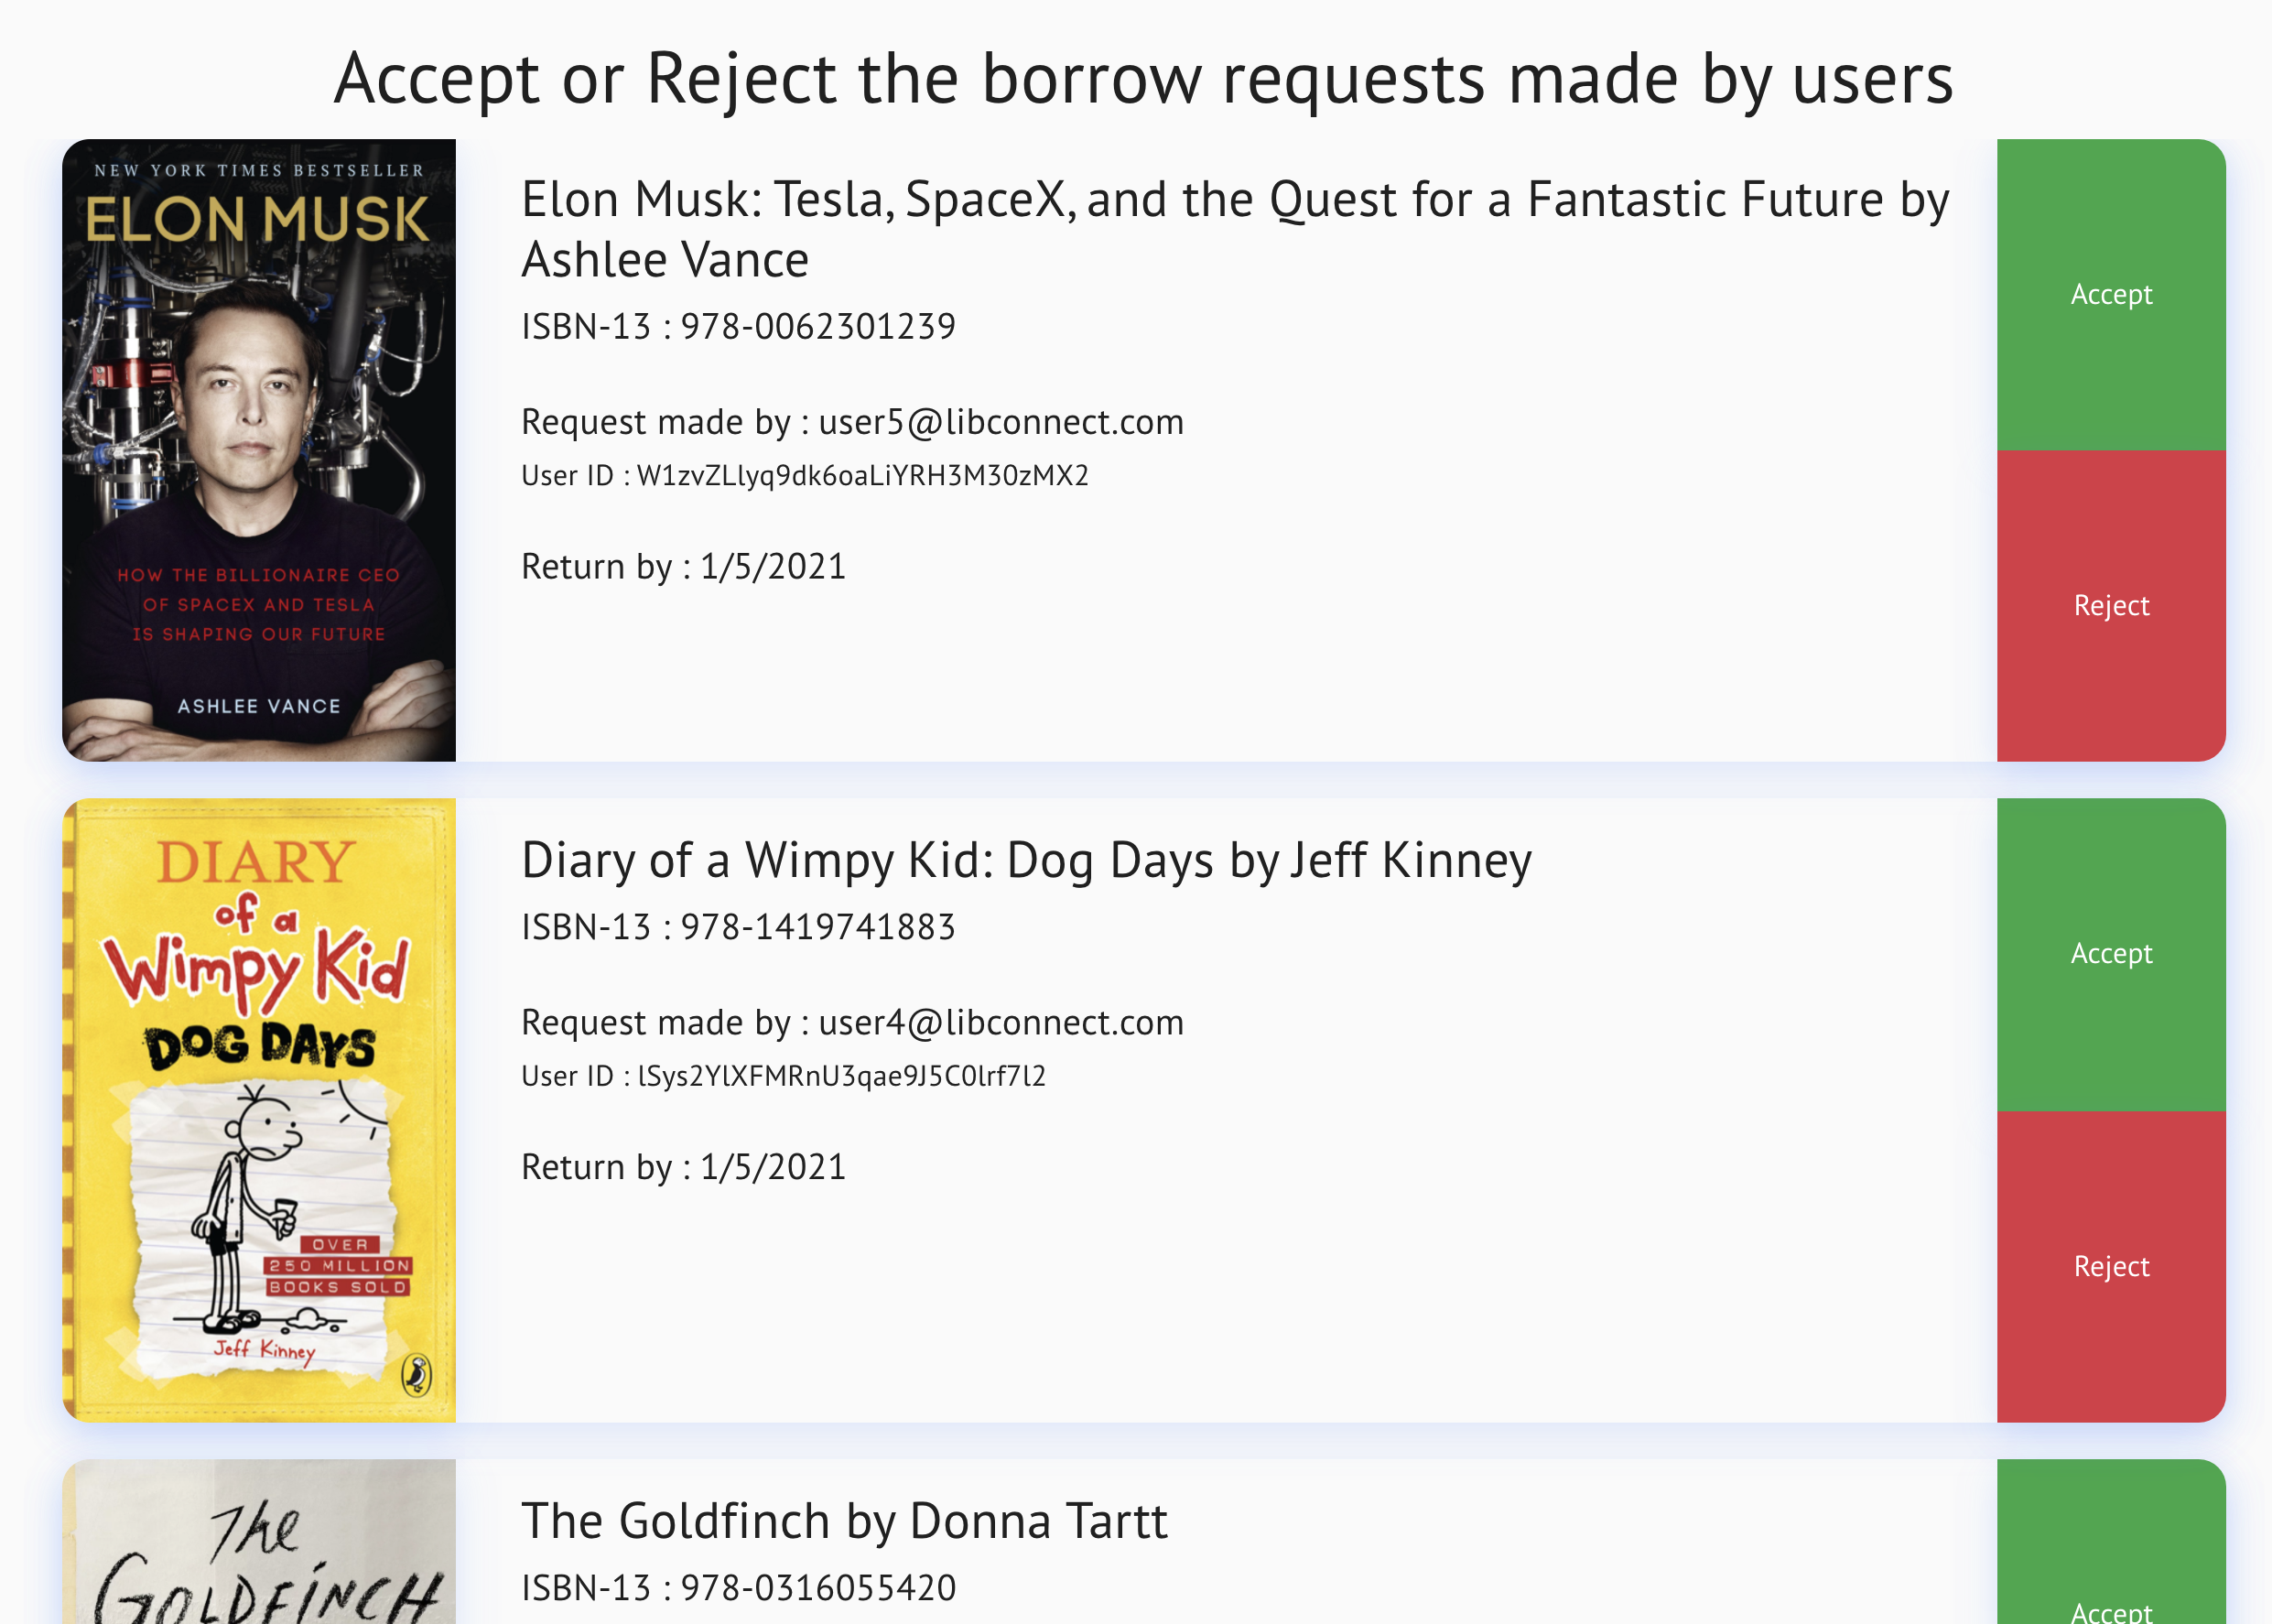 Accept or Reject the borrow requests made by users
NEW YORK TIMES BESTSELLER
ELON MUSK
HOW THE BILLIONAIRE CEO
OF SPACEX AND TESLA
IS SHAPING OUR FUTURE
ASHLEE VANCE
Elon Musk: Tesla, SpaceX, and the Quest for a Fantastic Future by
Ashlee Vance
ISBN-13 : 978-0062301239
Request made by : user5@libconnect.com
User ID : W1zvZLlyq9dk6oaLiYRH3M30zMX2
Return by : 1/5/2021
Accept
Reject
DIARY
of a
Wimpy Kid
DOG DAYS
OVER
250 MILLION
BOOKS SOLD
Jeff Kinney
Diary of a Wimpy Kid: Dog Days by Jeff Kinney
ISBN-13 : 978-1419741883
Request made by : user4@libconnect.com
User ID : lSys2YlXFMRnU3qae9J5C0lrf7l2
Return by : 1/5/2021
Accept
Reject
The
GOLDFINCH
The Goldfinch by Donna Tartt
ISBN-13 : 978-0316055420
Accept